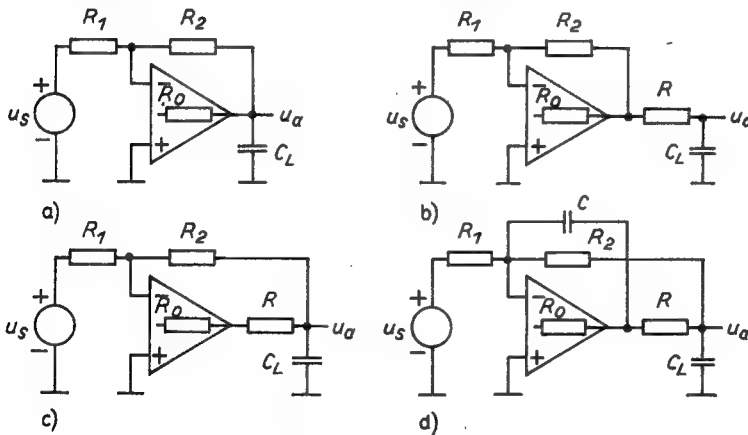 R1 R2
+ − R0
us ua
− + CL
a)
R1 R2
+ − R0 R
us ua
− + CL
b)
C
R1 R2
+ − R0 R
us ua
− + CL
c)
R1 R2
+ − R0 R
us ua
− + CL
d)